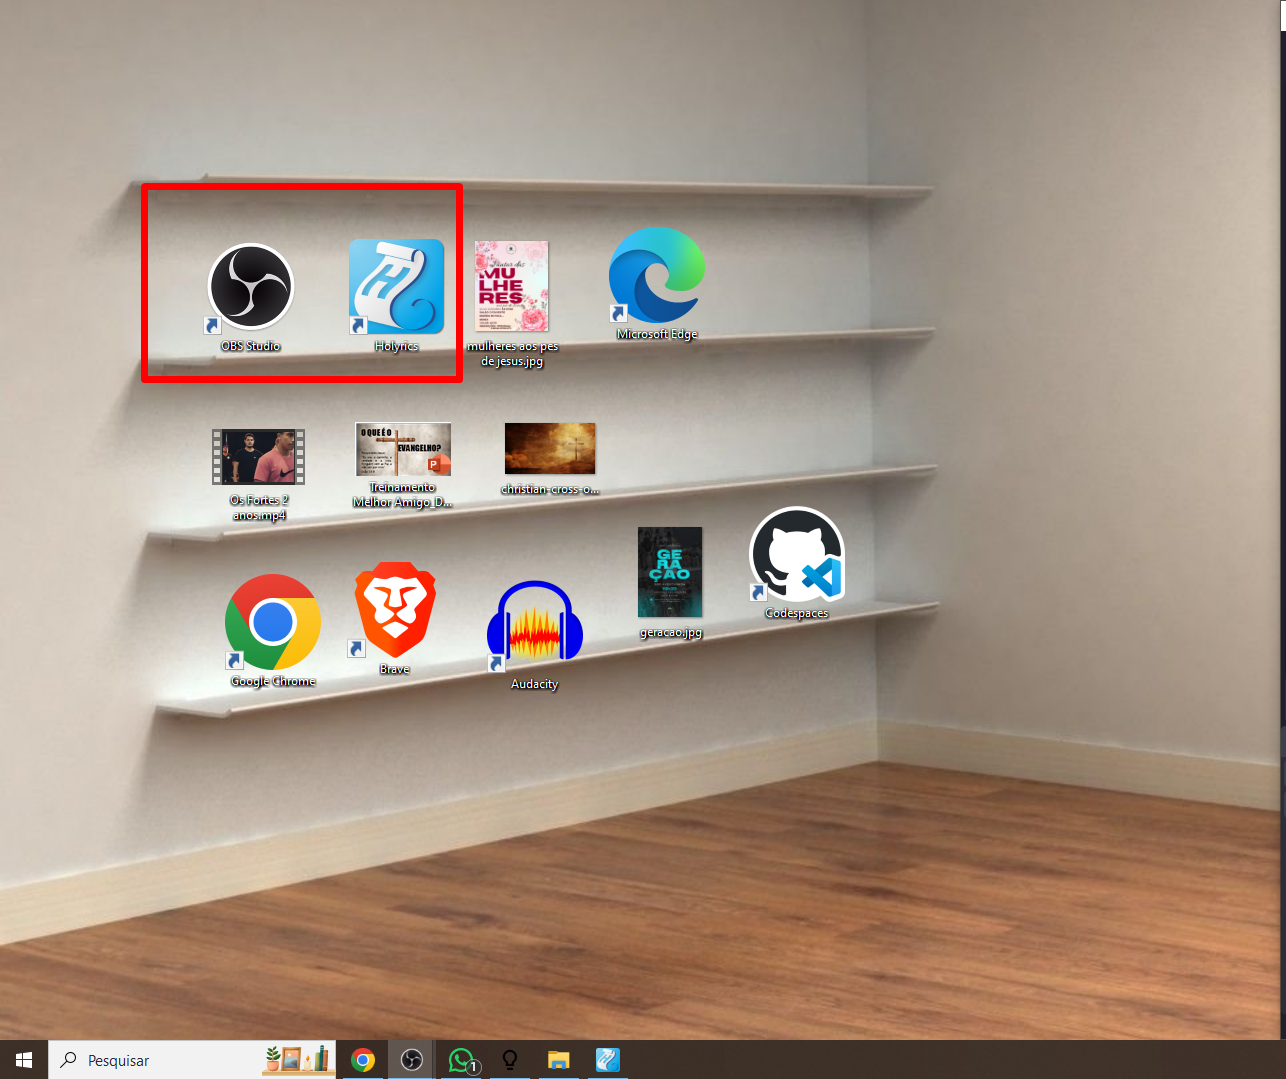 OBS Studio
Holyrics
mulheres aos pes
de jesus.jpg
Microsoft Edge
MU
LHE
RES
Os Fortes 2
anos.mp4
O QUE É O
EVANGELHO?
P
Treinamento
Melhor Amigo_D...
christian-cross-o...
GE
RA
ÇÃO
geracao.jpg
Codespaces
Google Chrome
Brave
Audacity
Pesquisar
1